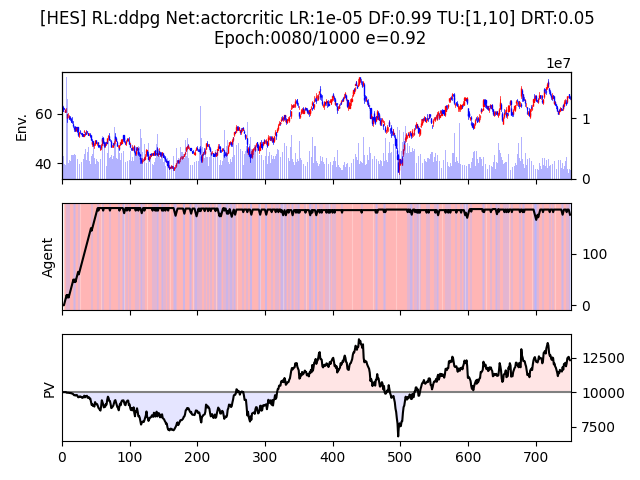 [HES] RL:ddpg Net:actorcritic LR:1e-05 DF:0.99 TU:[1,10] DRT:0.05
Epoch:0080/1000 e=0.92
1e7
Env.
60
40
1
0
Agent
100
0
PV
12500
10000
7500
0 100 200 300 400 500 600 700